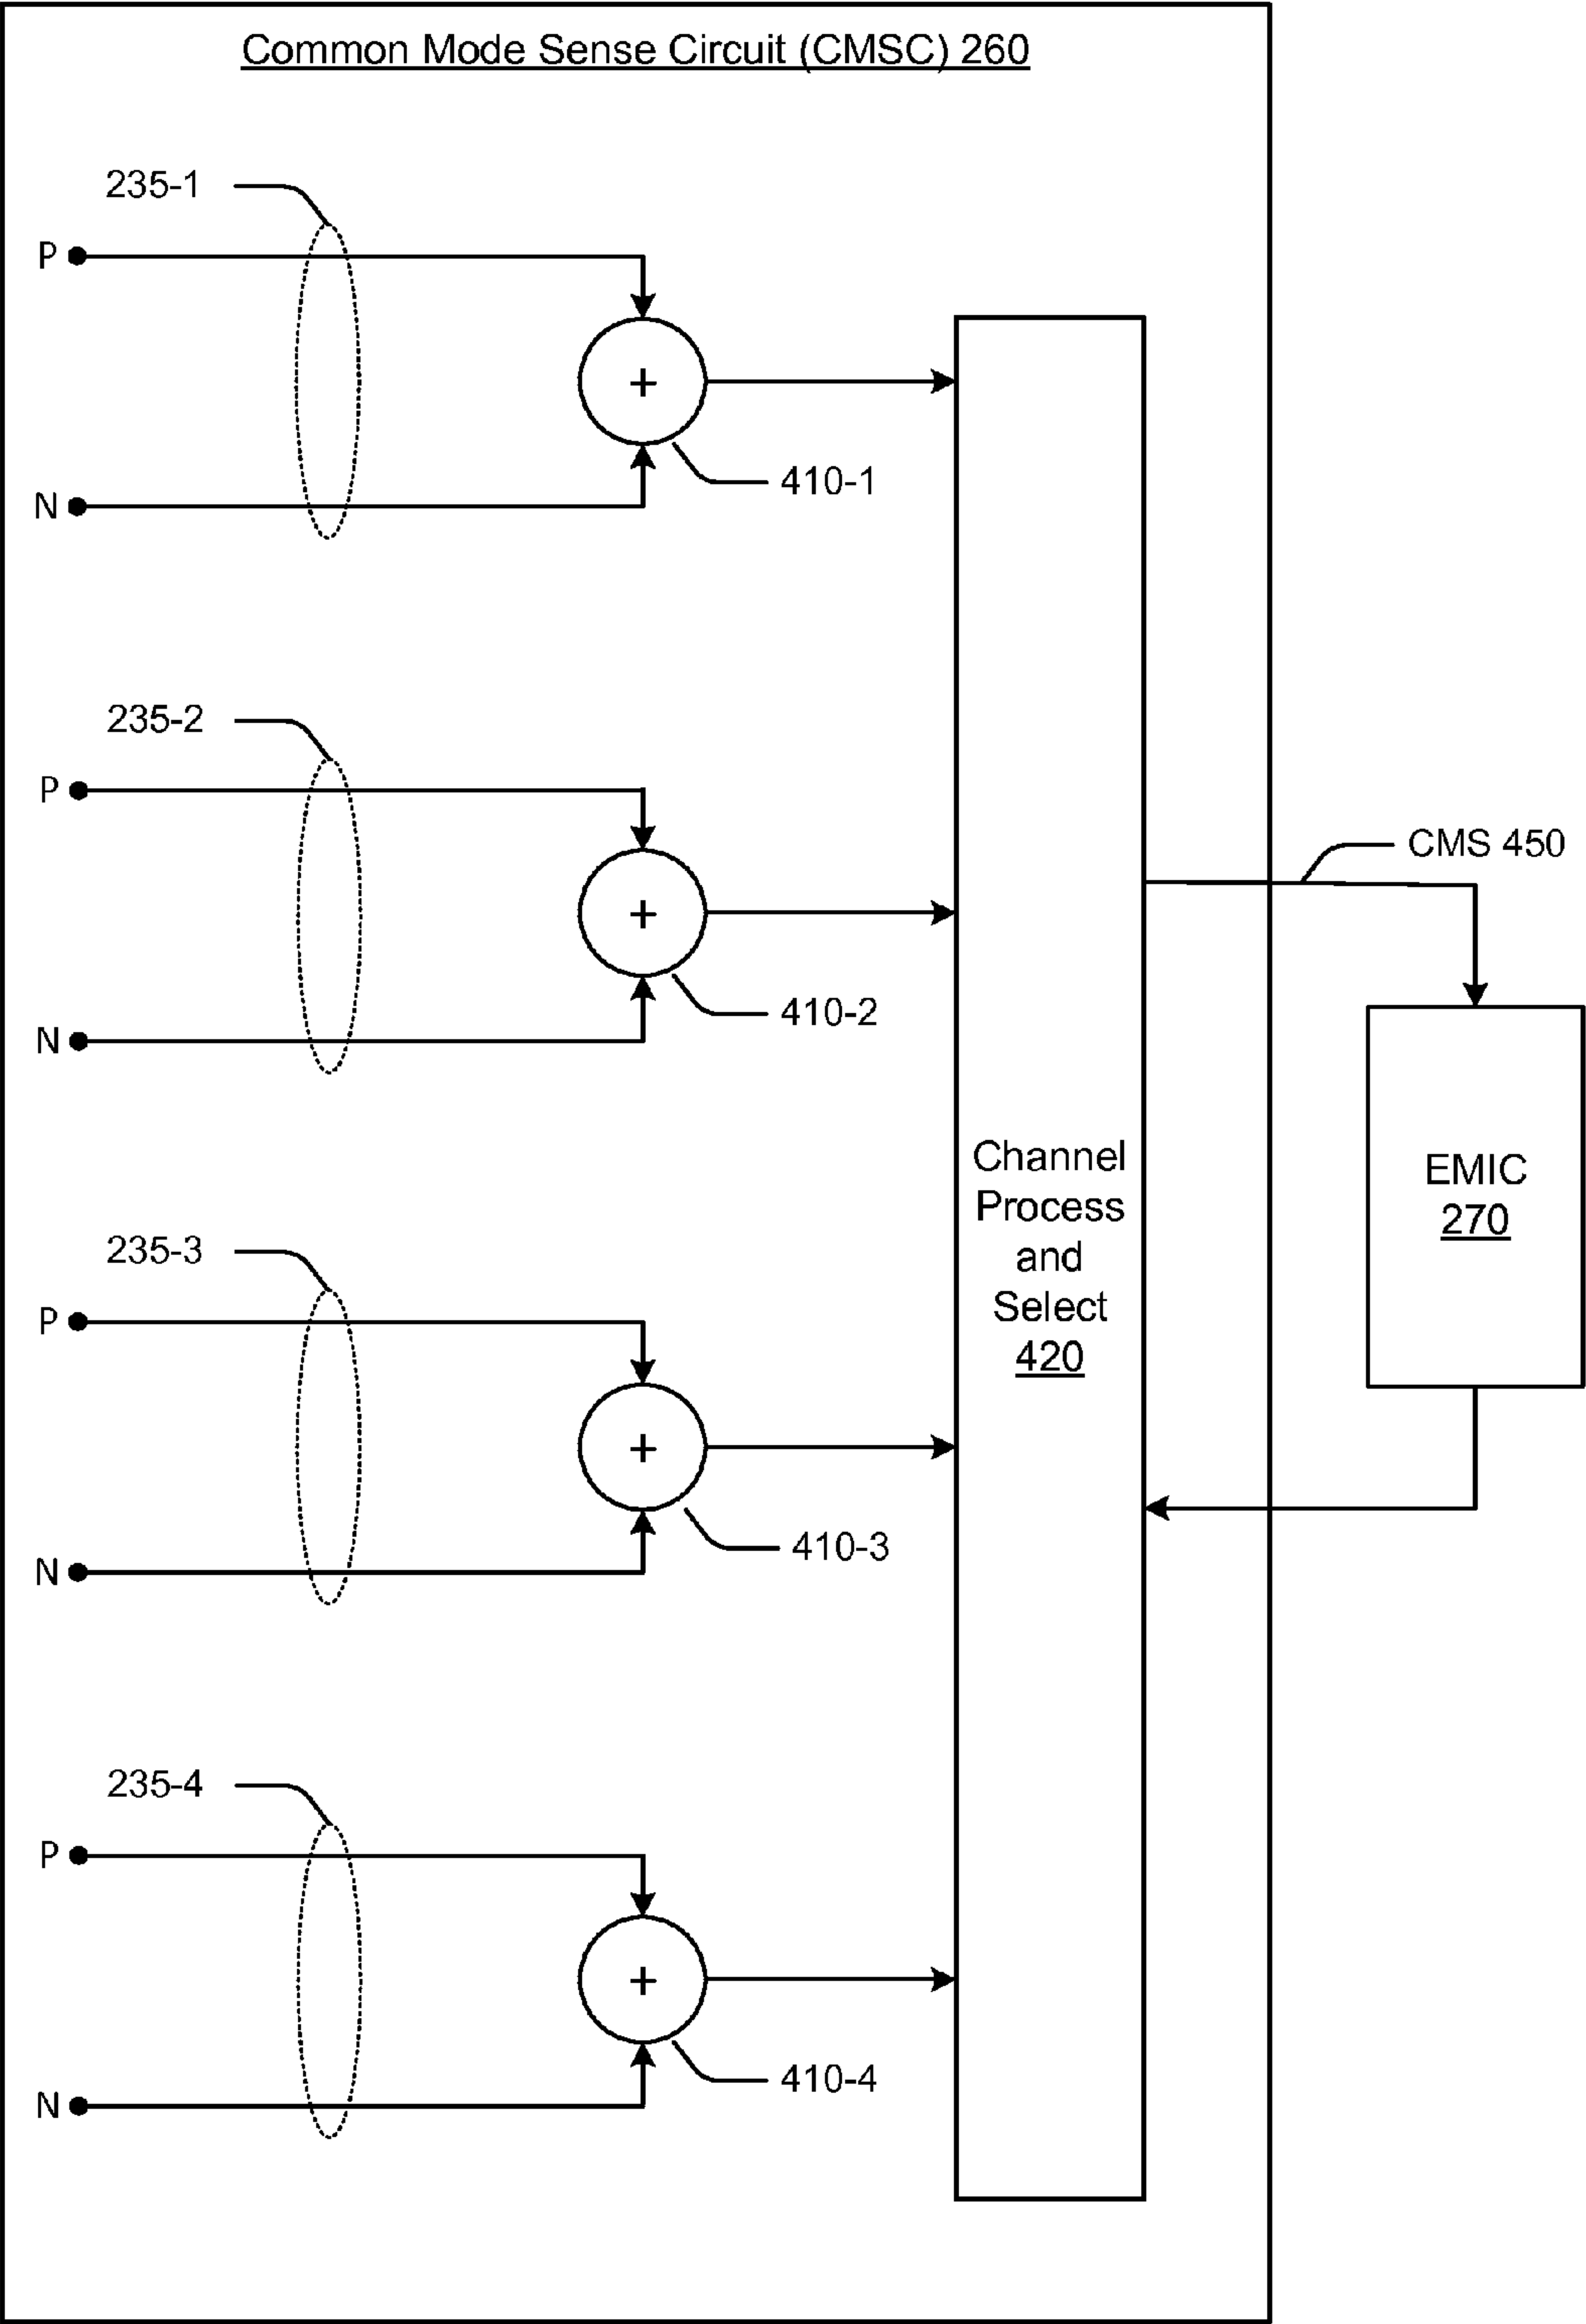 Common Mode Sense Circuit (CMSC) 260
235-1
P
+
410-1
N
235-2
P
+
410-2
N
235-3
P
+
410-3
N
235-4
P
+
410-4
N
Channel
Process
and
Select
420
CMS 450
EMIC
270